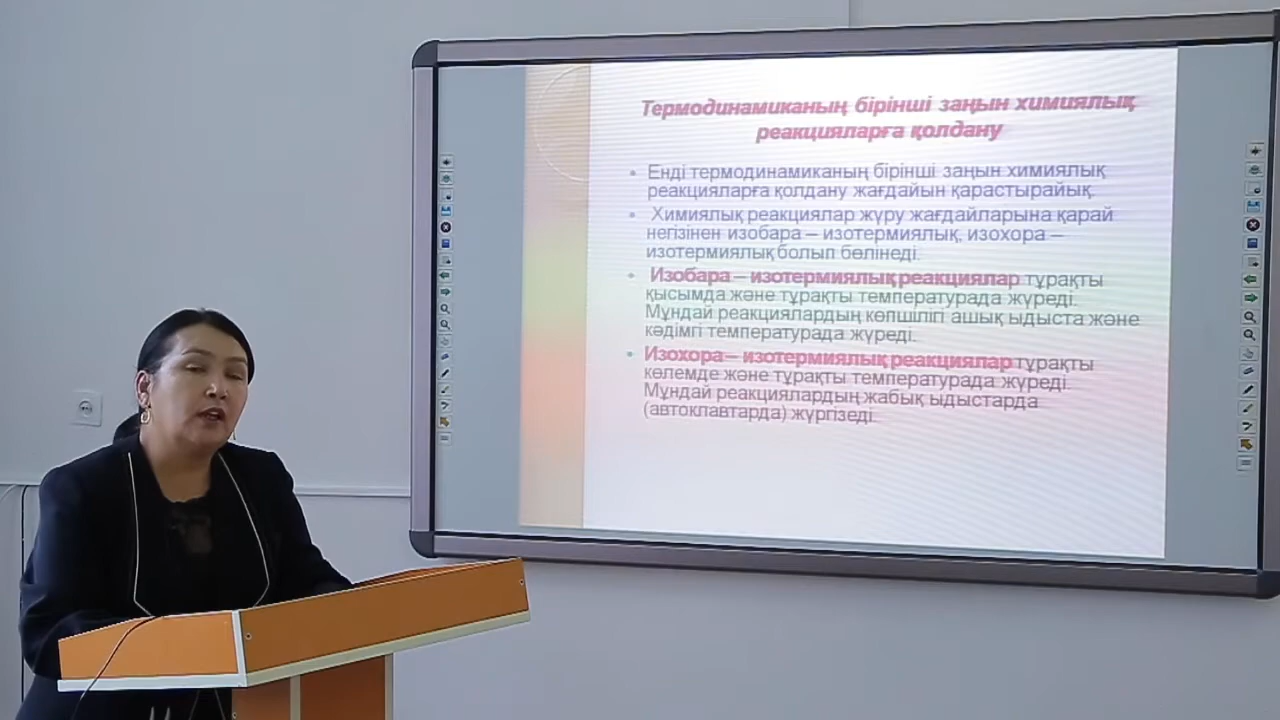 Термодинамиканың бірінші заңын химиялық
реакцияларға қолдану
• Енді термодинамиканың бірінші заңын химиялық
реакцияларға қолдану жағдайын қарастырайық.
• Химиялық реакциялар жүру жағдайларына қарай
негізінен изобара – изотермиялық, изохора –
изотермиялық болып бөлінеді.
• Изобара – изотермиялық реакциялар тұрақты
қысымда және тұрақты температурада жүреді.
Мұндай реакциялардың көпшілігі ашық ыдыста және
кәдімгі температурада жүреді.
• Изохора – изотермиялық реакциялар тұрақты
көлемде және тұрақты температурада жүреді.
Мұндай реакциялардың жабық ыдыстарда
(автоклавтарда) жүргізеді.